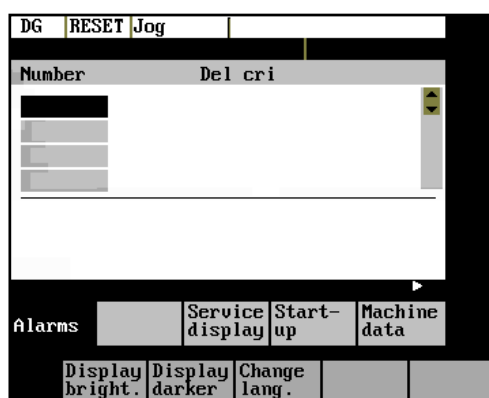 DG RESET Jog
Number Del cri
Alarms Service display Start-up Machine data
Display bright. Display darker Change lang.